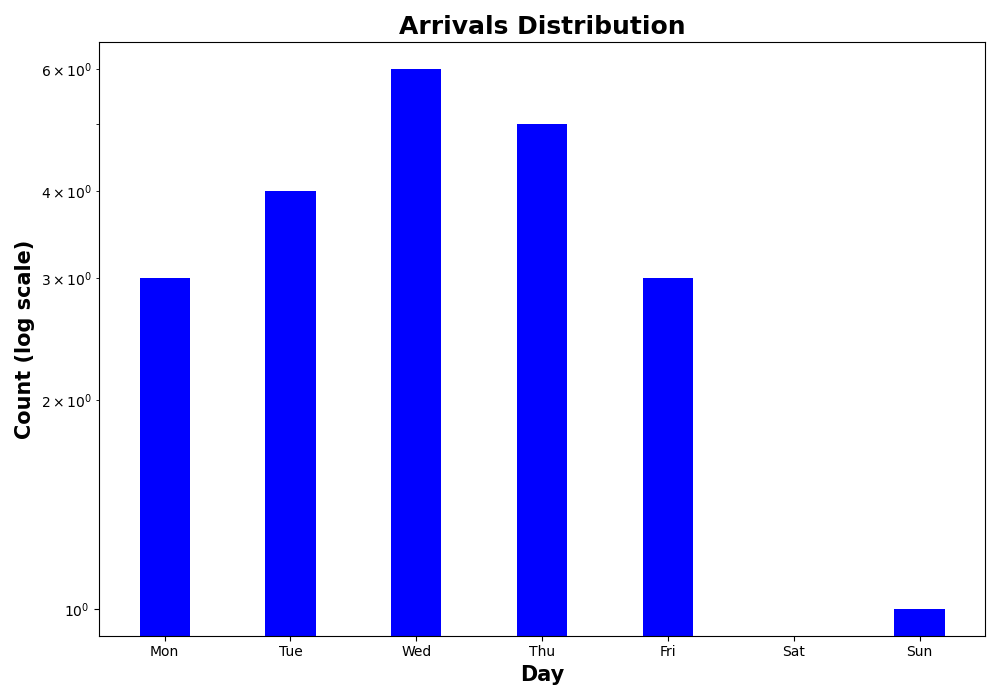 Arrivals Distribution
6 × 10⁰
4 × 10⁰
3 × 10⁰
2 × 10⁰
10⁰
Count (log scale)
Mon Tue Wed Thu Fri Sat Sun
Day